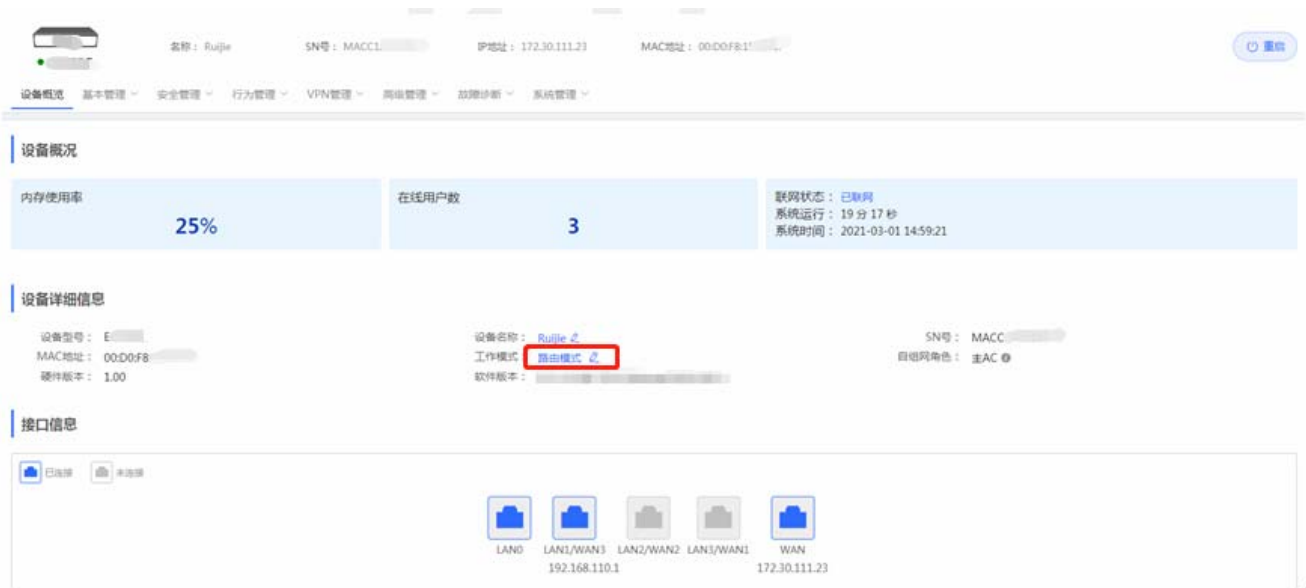 名称： Ruijie SN号： MACC1 IP地址： 172.30.111.23 MAC地址： 00:D0:F8:1 重启
设备概览 基本管理 安全管理 行为管理 VPN管理 高级管理 故障诊断 系统管理
设备概况
内存使用率
25%
在线用户数
3
联网状态： 已联网
系统运行： 19 分 17 秒
系统时间： 2021-03-01 14:59:21
设备详细信息
设备型号： E 设备名称： Ruijie SN号： MACC
MAC地址： 00:D0:F8 工作模式： 路由模式 自组网角色： 主AC
硬件版本： 1.00 软件版本：
接口信息
已连接 未连接
LAN0 LAN1/WAN3 LAN2/WAN2 LAN3/WAN1 WAN
192.168.110.1 172.30.111.23